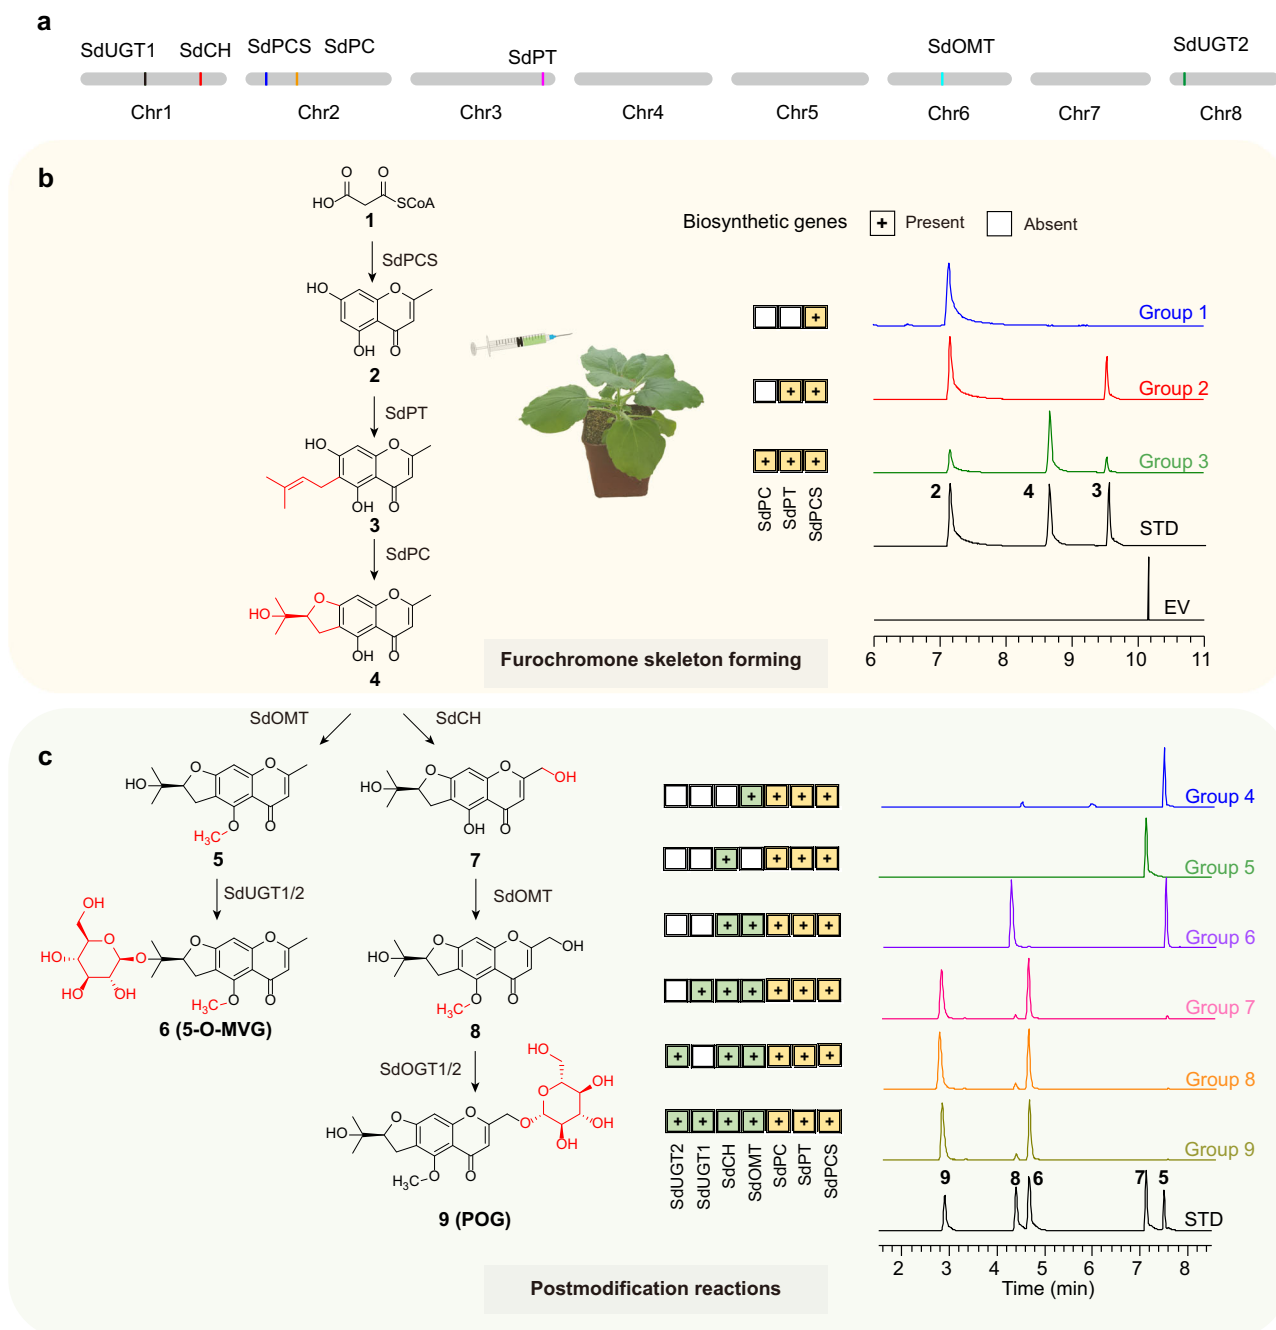 a
SdUGT1 SdCH SdPCS SdPC SdPT SdOMT SdUGT2
Chr1 Chr2 Chr3 Chr4 Chr5 Chr6 Chr7 Chr8
b
O O
HO SCoA
1
SdPCS
HO O
OH O
2
SdPT
HO O
OH O
3
SdPC
HO O O
OH O
4
Biosynthetic genes + Present Absent
+
+ +
+ + +
SdPC SdPT SdPCS
Group 1
Group 2
Group 3
2 4 3
STD
EV
6 7 8 9 10 11
Furochromone skeleton forming
c
SdOMT SdCH
HO O O
O O
H₃C
5
HO O O OH
OH O
7
SdUGT1/2
SdOMT
OH
HO O O O O
HO OH
H₃C O O
6 (5-O-MVG)
HO O O OH
H₃C O O
8
SdOGT1/2
HO
O OH
HO O O O OH
OH
H₃C O O
9 (POG)
+ + + +
+ + + +
+ + + + +
+ + + + + +
+ + + + + +
+ + + + + + +
SdUGT2 SdUGT1 SdCH SdOMT SdPC SdPT SdPCS
Group 4
Group 5
Group 6
Group 7
Group 8
Group 9
9 8 6 7 5
STD
2 3 4 5 6 7 8
Time (min)
Postmodification reactions